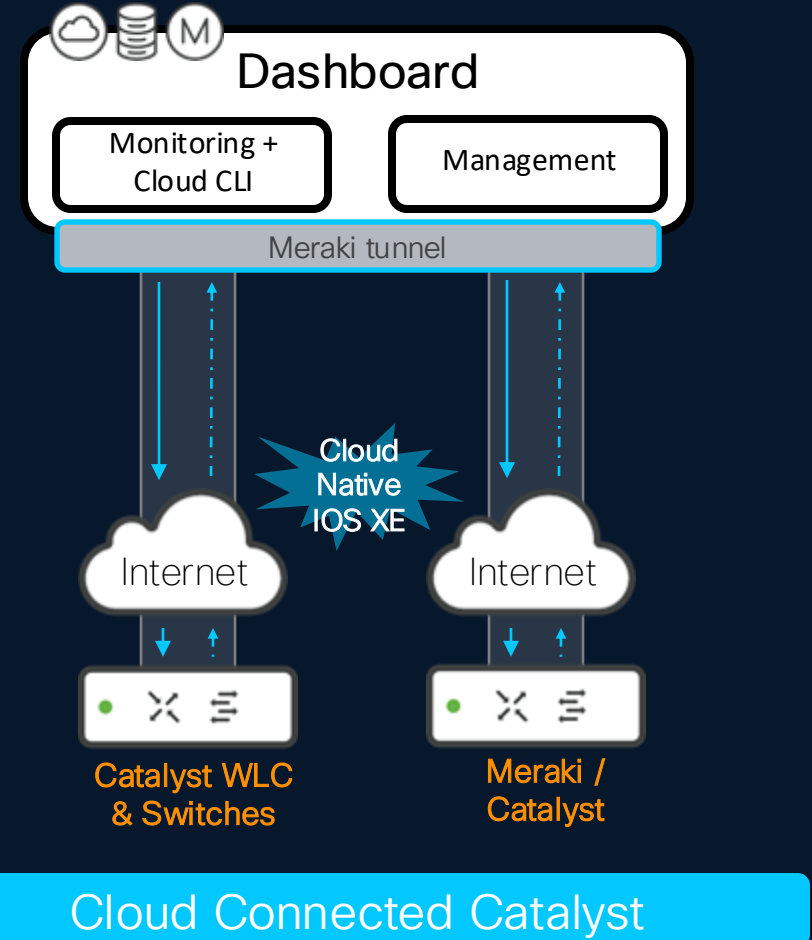 M
Dashboard
Monitoring +
Cloud CLI
Management
Meraki tunnel
Cloud
Native
IOS XE
Internet
Internet
Catalyst WLC
& Switches
Meraki /
Catalyst
Cloud Connected Catalyst